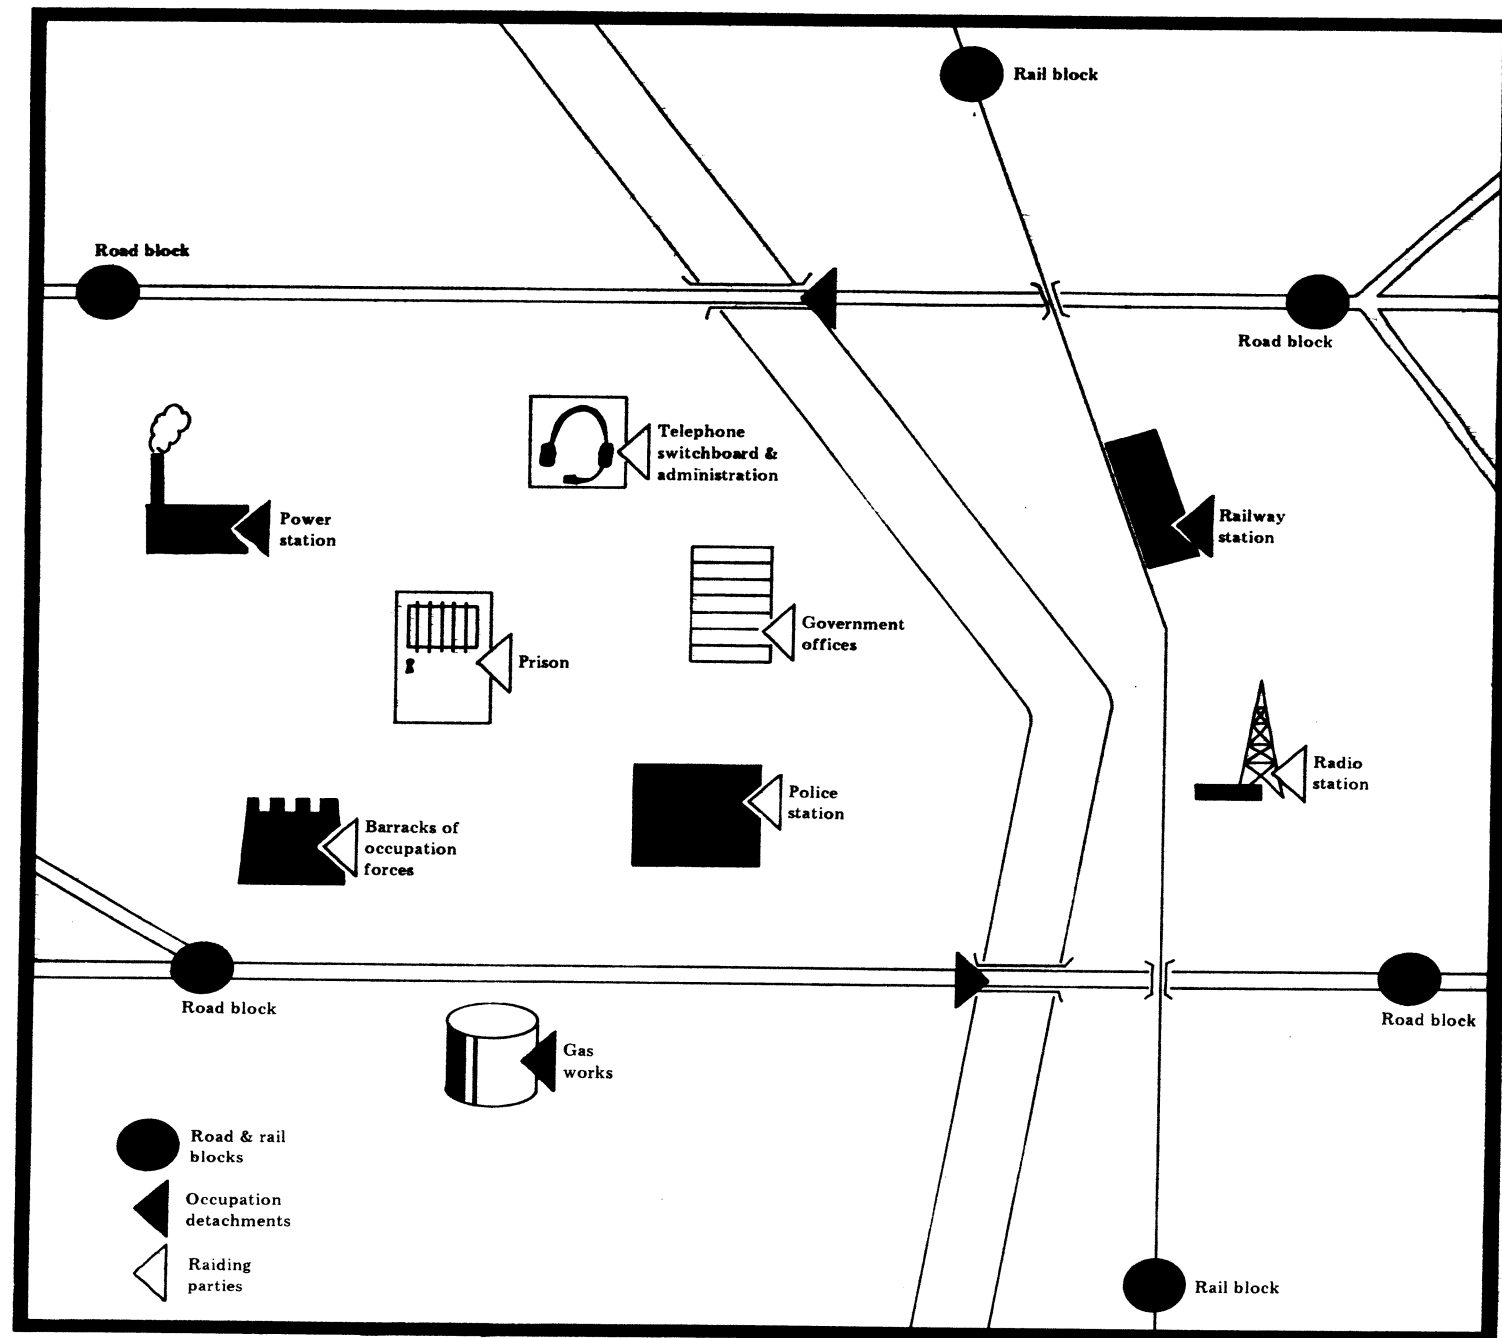 Rail block
Road block
Road block
Telephone
switchboard &
administration
Power
station
Railway
station
Government
offices
Prison
Radio
station
Police
station
Barracks of
occupation
forces
Road block
Road block
Gas
works
Road & rail
blocks
Occupation
detachments
Raiding
parties
Rail block